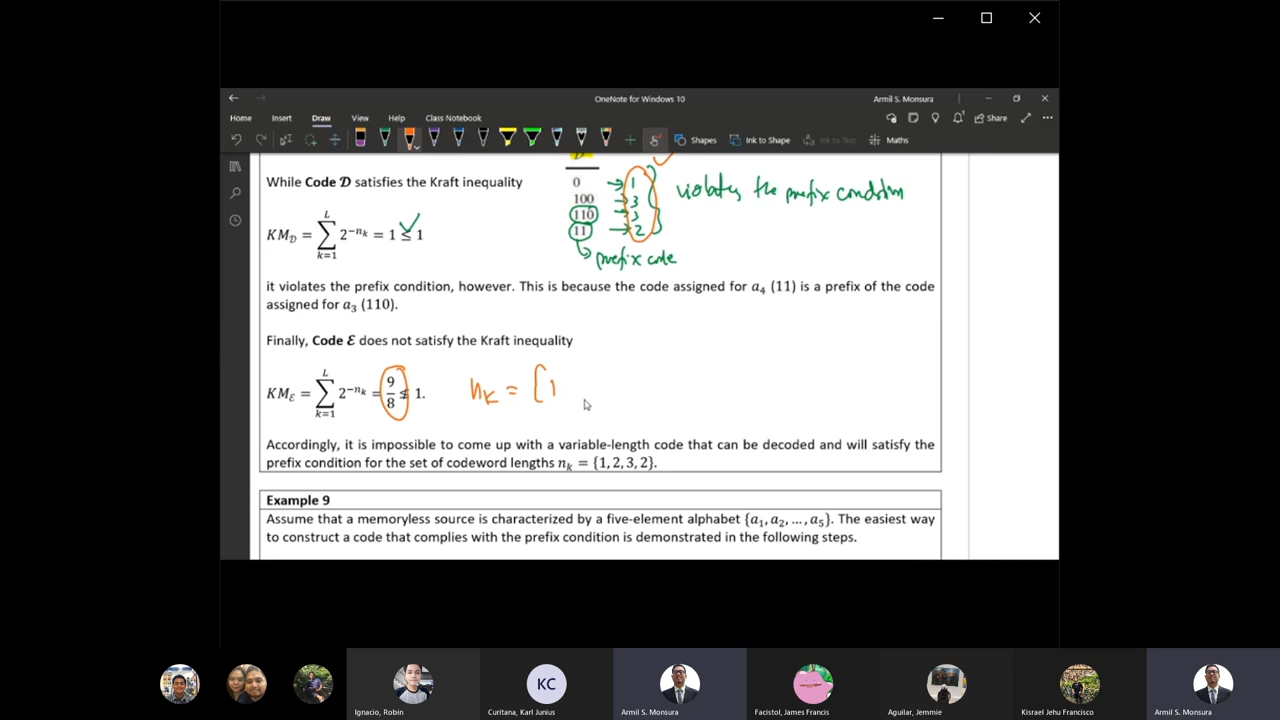 OneNote for Windows 10
Armil S. Monsura
Home Insert Draw View Help Class Notebook
Share
Shapes Ink to Shape Ink to Text Maths
While Code 𝓓 satisfies the Kraft inequality
0 → 1
100 → 3
110 → 3
11 → 2
violates the prefix condition
prefix code
KM_𝓓 = ∑_{k=1}^{L} 2^{−n_k} = 1 ≤ 1
it violates the prefix condition, however. This is because the code assigned for a₄ (11) is a prefix of the code
assigned for a₃ (110).
Finally, Code 𝓔 does not satisfy the Kraft inequality
KM_𝓔 = ∑_{k=1}^{L} 2^{−n_k} = 9/8 ≰ 1.
n_k = [1
Accordingly, it is impossible to come up with a variable-length code that can be decoded and will satisfy the
prefix condition for the set of codeword lengths n_k = {1, 2, 3, 2}.
Example 9
Assume that a memoryless source is characterized by a five-element alphabet {a₁, a₂, …, a₅}. The easiest way
to construct a code that complies with the prefix condition is demonstrated in the following steps.
KC
Ignacio, Robin
Curitana, Karl Junius
Armil S. Monsura
Facistol, James Francis
Aguilar, Jemmie
Kisrael Jehu Francisco
Armil S. Monsura